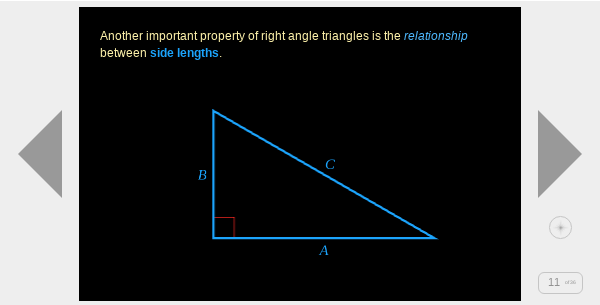 Another important property of right angle triangles is the relationship
between side lengths.
B
C
A
11 of 36